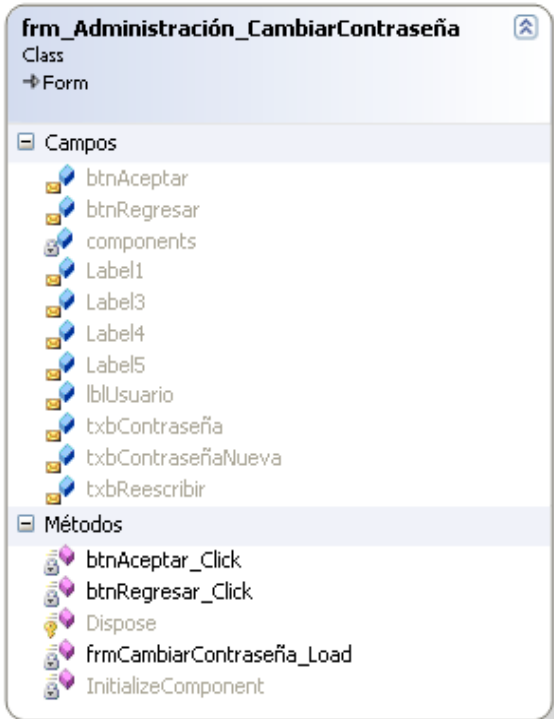 frm_Administración_CambiarContraseña
Class
Form
Campos
btnAceptar
btnRegresar
components
Label1
Label3
Label4
Label5
lblUsuario
txbContraseña
txbContraseñaNueva
txbReescribir
Métodos
btnAceptar_Click
btnRegresar_Click
Dispose
frmCambiarContraseña_Load
InitializeComponent